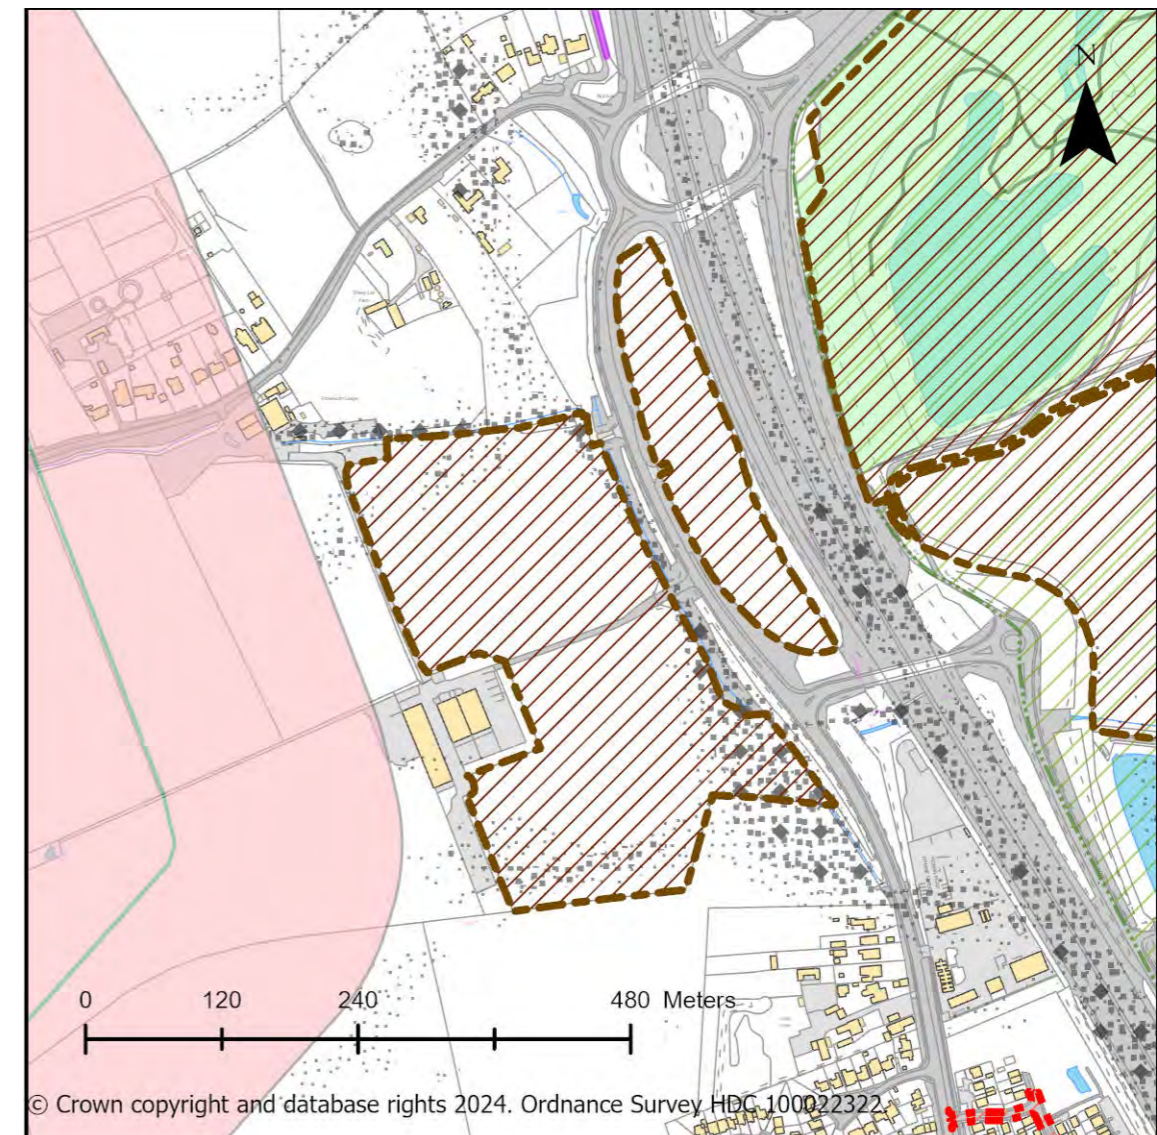 N
0 120 240 480 Meters
© Crown copyright and database rights 2024. Ordnance Survey HDC 100022322.